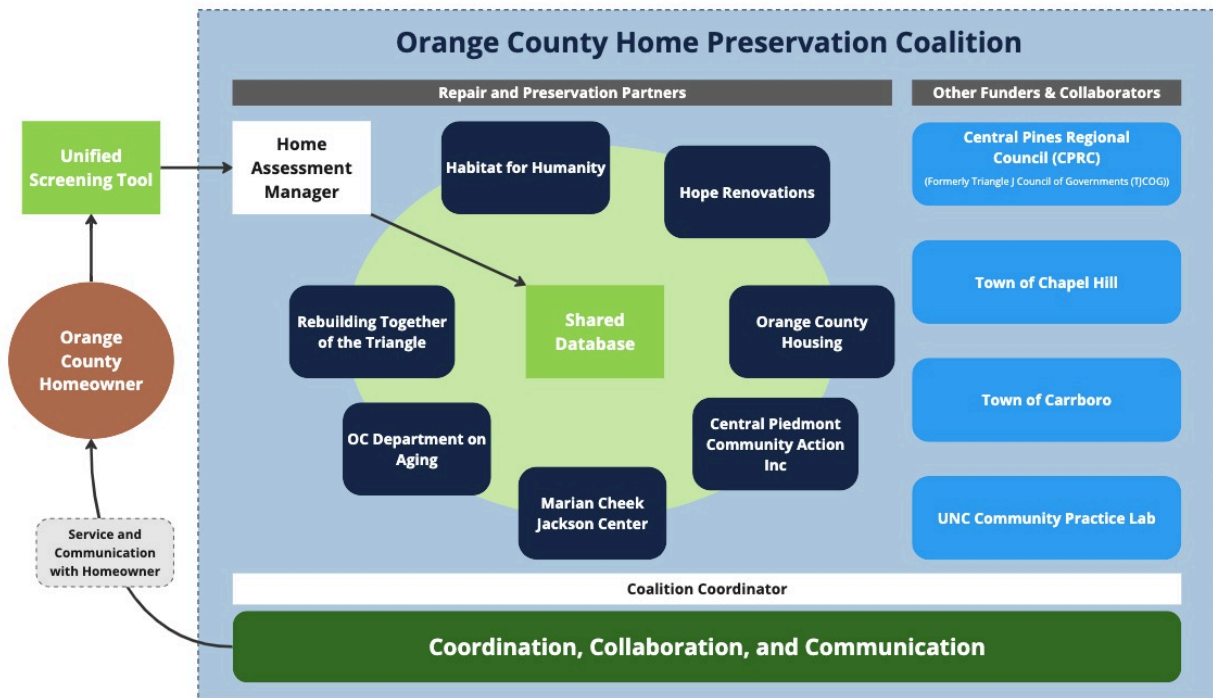 Orange County Home Preservation Coalition
Repair and Preservation Partners
Other Funders & Collaborators
Unified
Screening Tool
Home
Assessment
Manager
Habitat for Humanity
Hope Renovations
Central Pines Regional
Council (CPRC)
(Formerly Triangle J Council of Governments (TJCOG))
Orange
County
Homeowner
Rebuilding Together
of the Triangle
Shared
Database
Orange County
Housing
Town of Chapel Hill
OC Department on
Aging
Central Piedmont
Community Action
Inc
Town of Carrboro
Marian Cheek
Jackson Center
UNC Community Practice Lab
Service and
Communication
with Homeowner
Coalition Coordinator
Coordination, Collaboration, and Communication